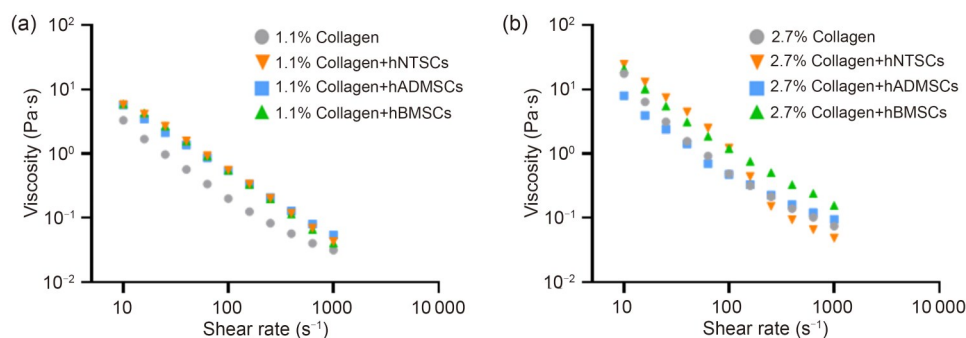 (a)
10²
10¹
10⁰
10⁻¹
10⁻²
Viscosity (Pa·s)
1.1% Collagen
1.1% Collagen+hNTSCs
1.1% Collagen+hADMSCs
1.1% Collagen+hBMSCs
10
100
1000
10 000
Shear rate (s⁻¹)
(b)
10²
10¹
10⁰
10⁻¹
10⁻²
Viscosity (Pa·s)
2.7% Collagen
2.7% Collagen+hNTSCs
2.7% Collagen+hADMSCs
2.7% Collagen+hBMSCs
10
100
1000
10 000
Shear rate (s⁻¹)